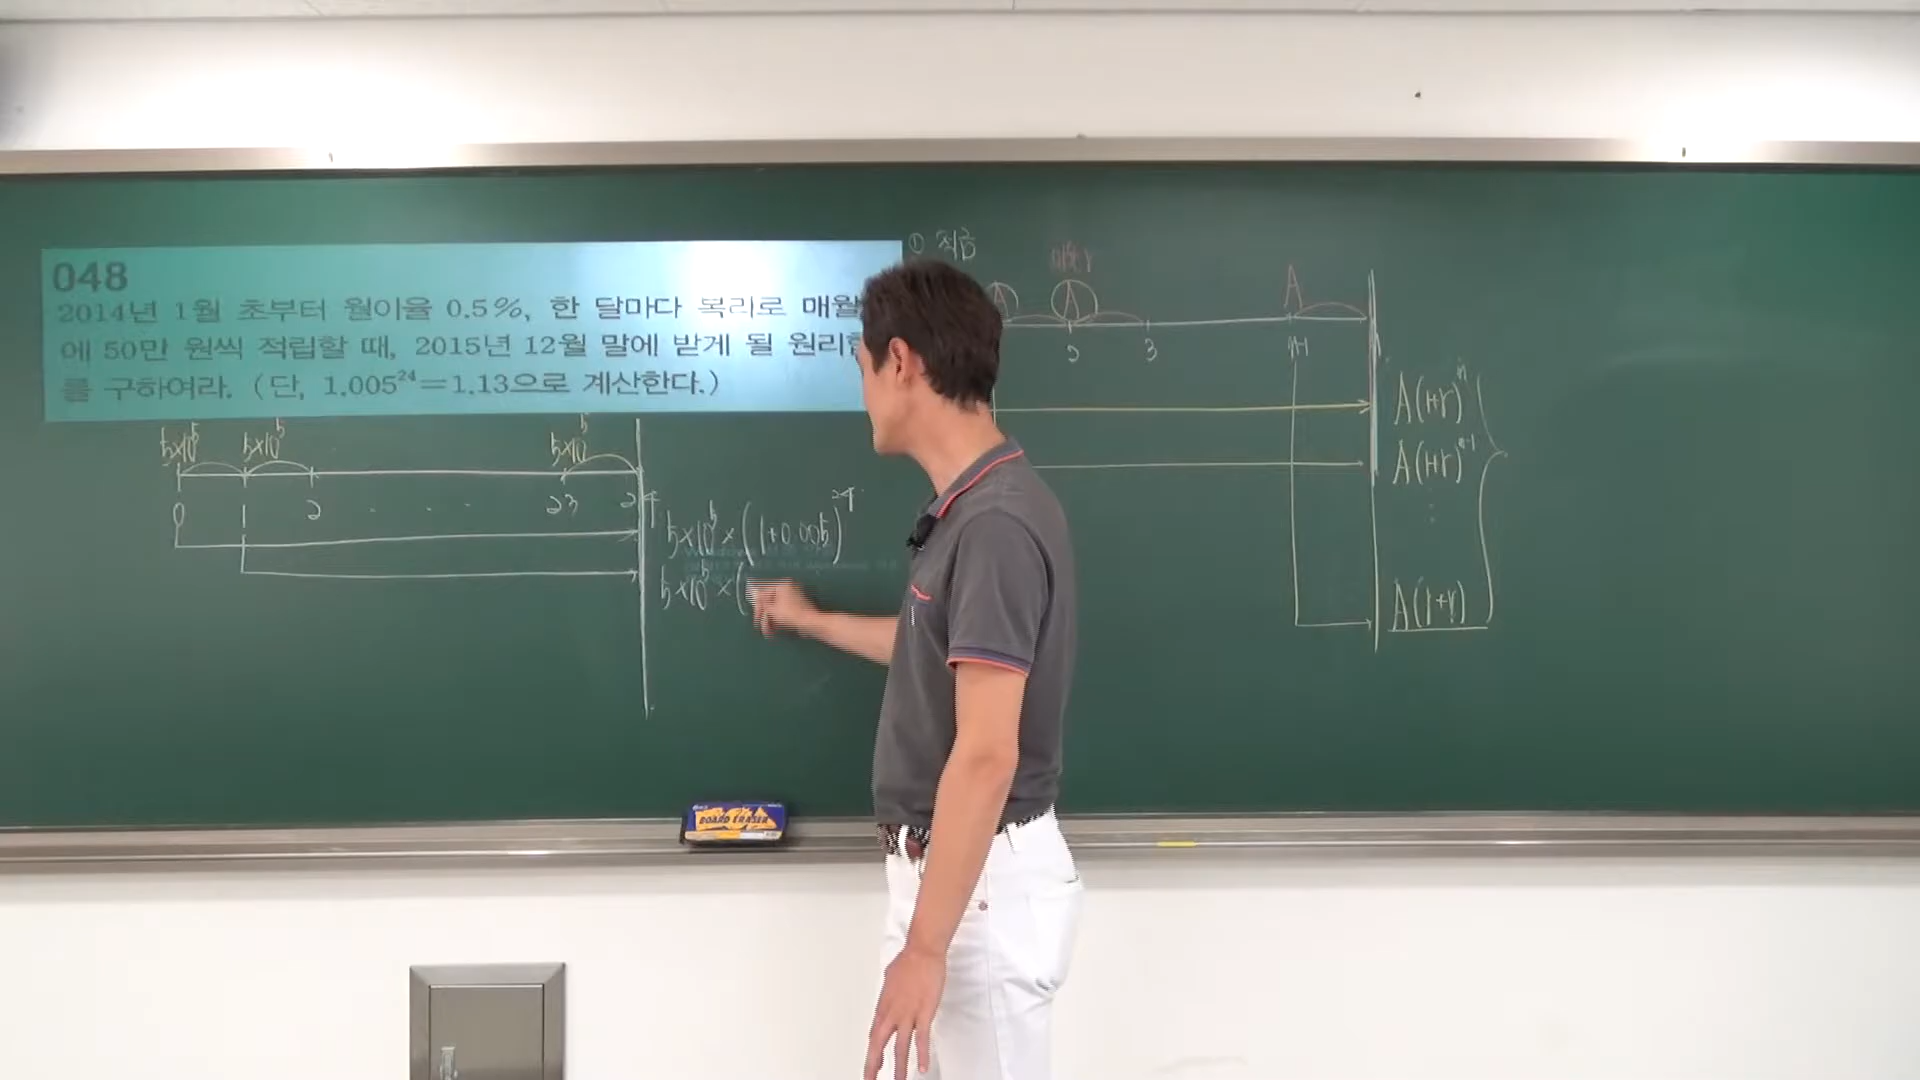 048
2014년 1월 초부터 월이율 0.5%, 한 달마다 복리로 매월
에 50만 원씩 적립할 때, 2015년 12월 말에 받게 될 원리
를 구하여라. (단, 1.005²⁴=1.13으로 계산한다.)
5×10⁵ 5×10⁵ 5×10⁵
0 1 2 . . . 23 24
5×10⁵×(1+0.005)²⁴
5×10⁵×(
① 적금
A A A
2 3 n-1
A(1+r)ⁿ
A(1+r)ⁿ⁻¹
⋮
A(1+r)
BOARD ERASER